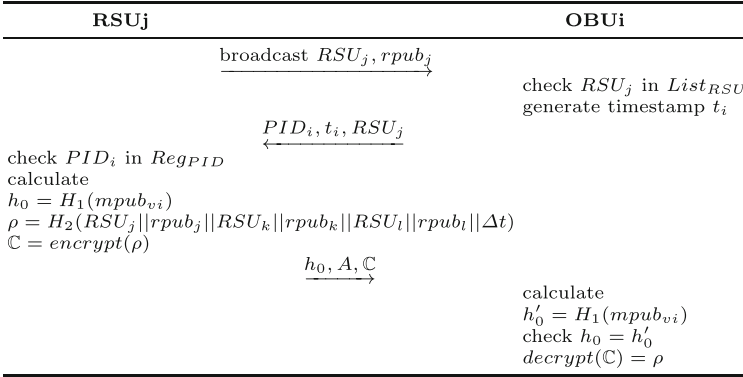 RSUj OBUi
broadcast RSU_j, rpub_j
check RSU_j in List_RSU
generate timestamp t_i
PID_i, t_i, RSU_j
check PID_i in Reg_PID
calculate
h_0 = H_1(mpub_vi)
ρ = H_2(RSU_j||rpub_j||RSU_k||rpub_k||RSU_l||rpub_l||Δt)
ℂ = encrypt(ρ)
h_0, A, ℂ
calculate
h′_0 = H_1(mpub_vi)
check h_0 = h′_0
decrypt(ℂ) = ρ